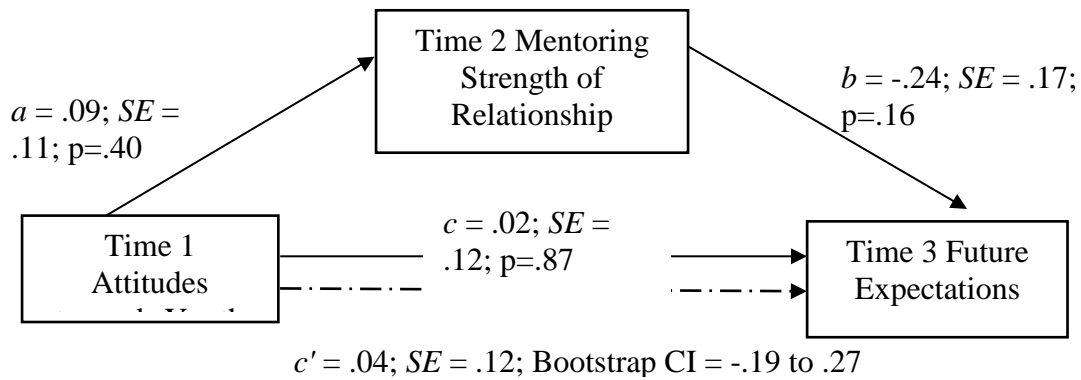 Time 2 Mentoring
Strength of
Relationship
a = .09; SE =
.11; p=.40
b = -.24; SE = .17;
p=.16
c = .02; SE =
.12; p=.87
Time 1
Attitudes
Time 3 Future
Expectations
c' = .04; SE = .12; Bootstrap CI = -.19 to .27